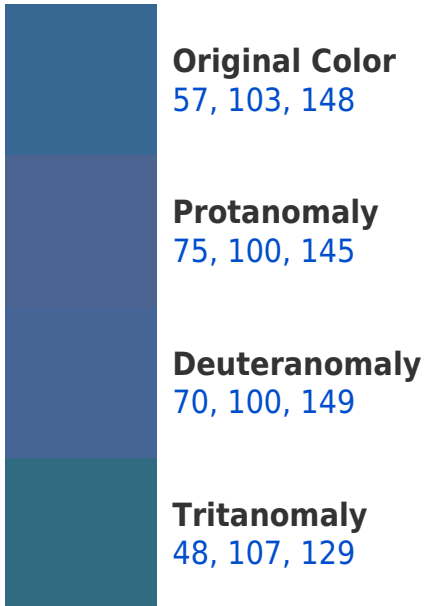 Original Color
57, 103, 148
Protanomaly
75, 100, 145
Deuteranomaly
70, 100, 149
Tritanomaly
48, 107, 129